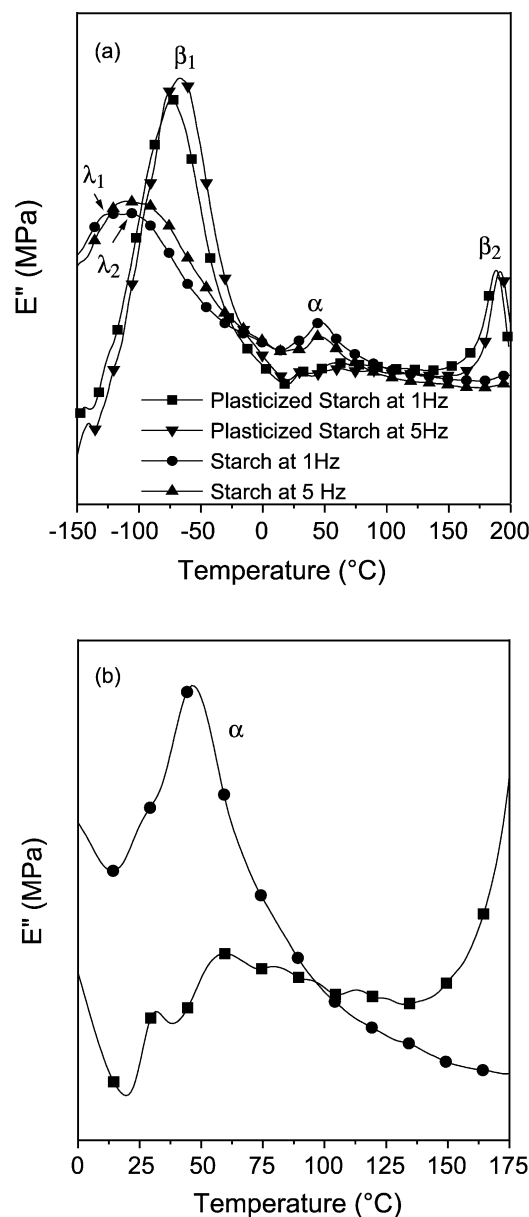 (a)
β1
λ1
λ2
β2
α
E" (MPa)
Plasticized Starch at 1Hz
Plasticized Starch at 5Hz
Starch at 1Hz
Starch at 5 Hz
-150 -100 -50 0 50 100 150 200
Temperature (°C)
(b)
α
E" (MPa)
0 25 50 75 100 125 150 175
Temperature (°C)